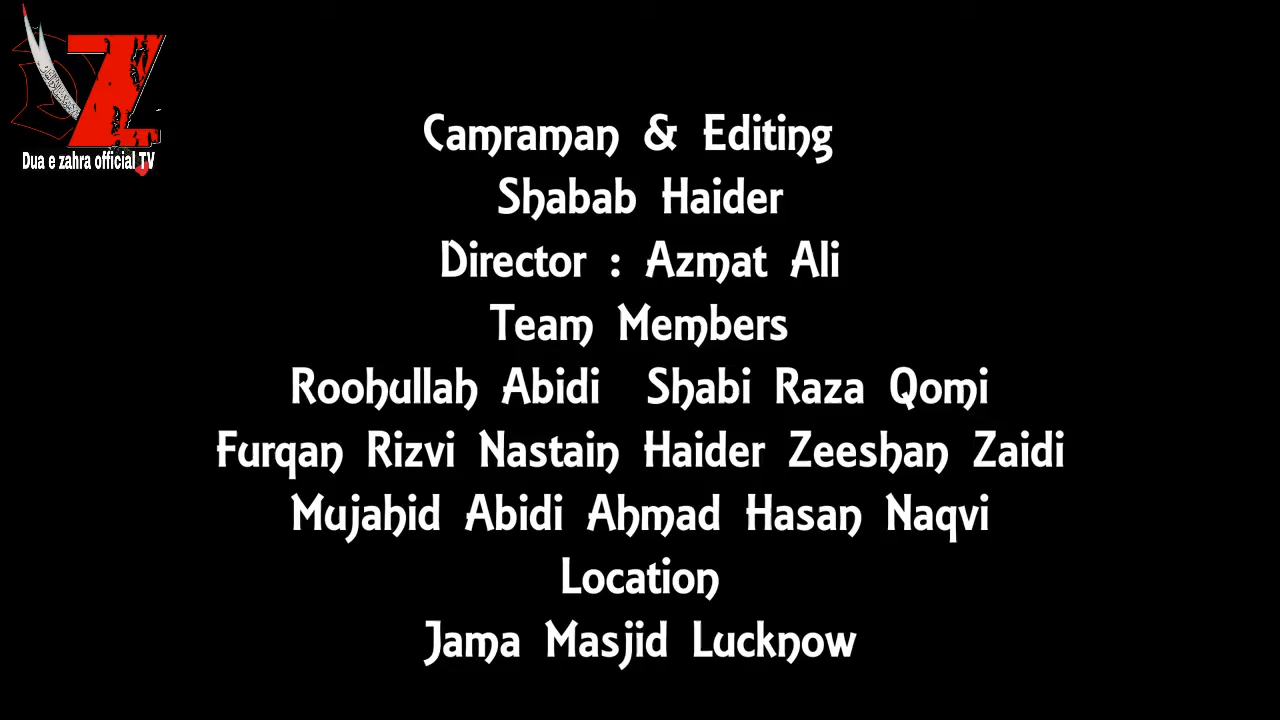 Dua e zahra official TV
Camraman & Editing
Shabab Haider
Director : Azmat Ali
Team Members
Roohullah Abidi Shabi Raza Qomi
Furqan Rizvi Nastain Haider Zeeshan Zaidi
Mujahid Abidi Ahmad Hasan Naqvi
Location
Jama Masjid Lucknow